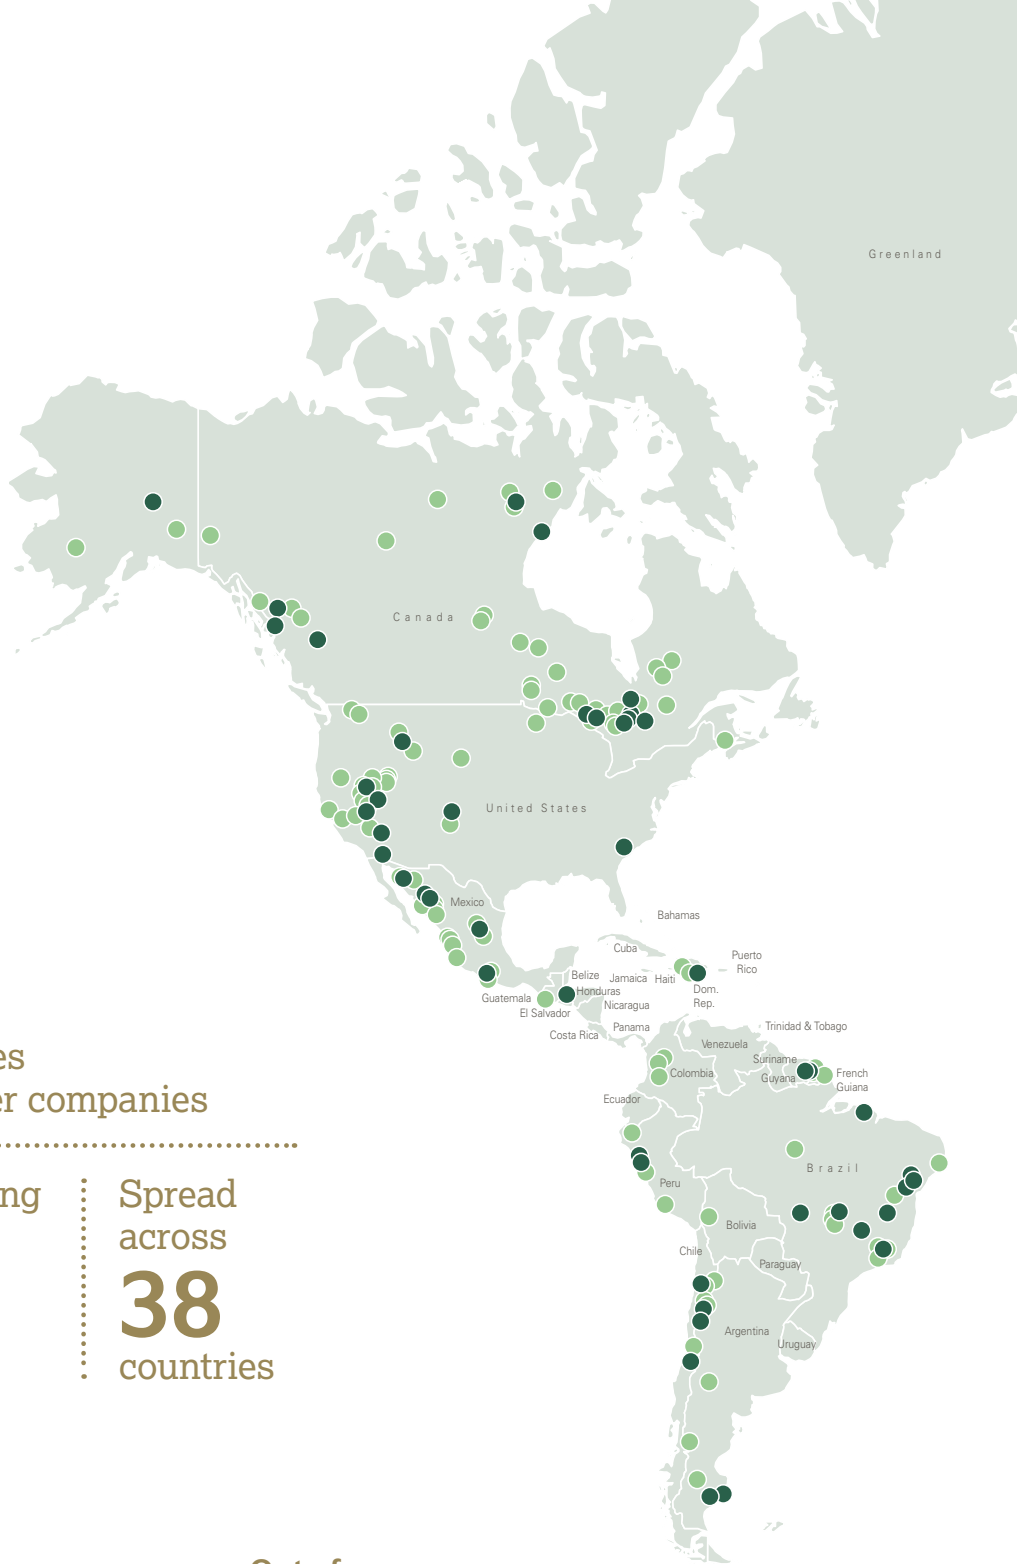 Greenland
Canada
United States
Mexico
Bahamas
Cuba
Puerto
Rico
Belize
Jamaica
Haiti
Honduras
Dom.
Rep.
Guatemala
Nicaragua
El Salvador
Costa Rica
Panama
Trinidad & Tobago
Venezuela
Suriname
Colombia
Guyana
French
Guiana
Ecuador
Brazil
Peru
Bolivia
Chile
Paraguay
Argentina
Uruguay
es
er companies
ng
Spread
across
38
countries